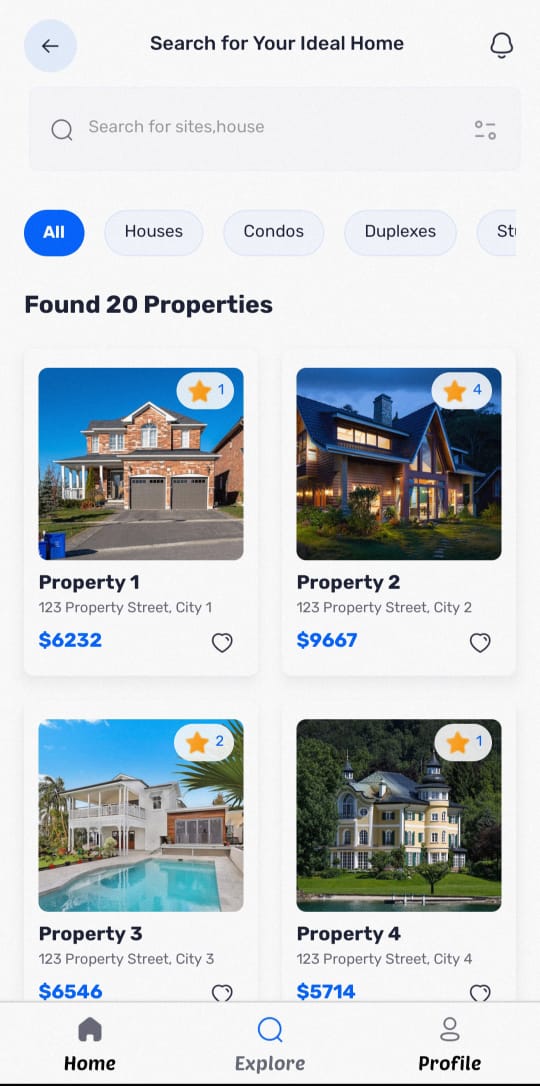 Search for Your Ideal Home
Search for sites,house
All Houses Condos Duplexes Stu
Found 20 Properties
1 4
Property 1 Property 2
123 Property Street, City 1 123 Property Street, City 2
$6232 $9667
2 1
Property 3 Property 4
123 Property Street, City 3 123 Property Street, City 4
$6546 $5714
Home Explore Profile